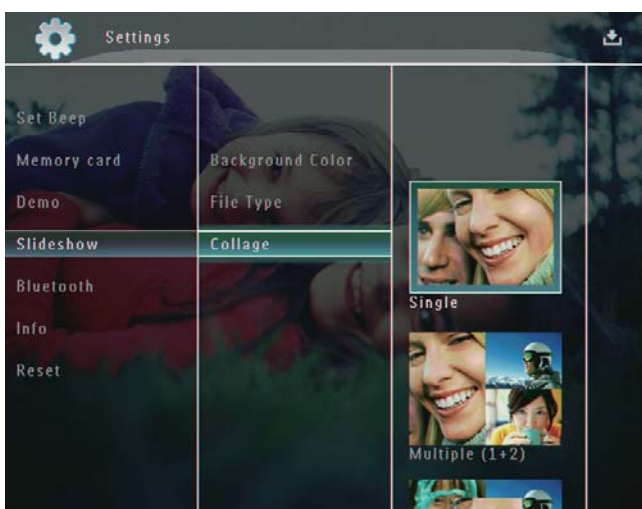 Settings
Set Beep
Memory card
Demo
Slideshow
Bluetooth
Info
Reset
Background Color
File Type
Collage
Single
Multiple (1+2)